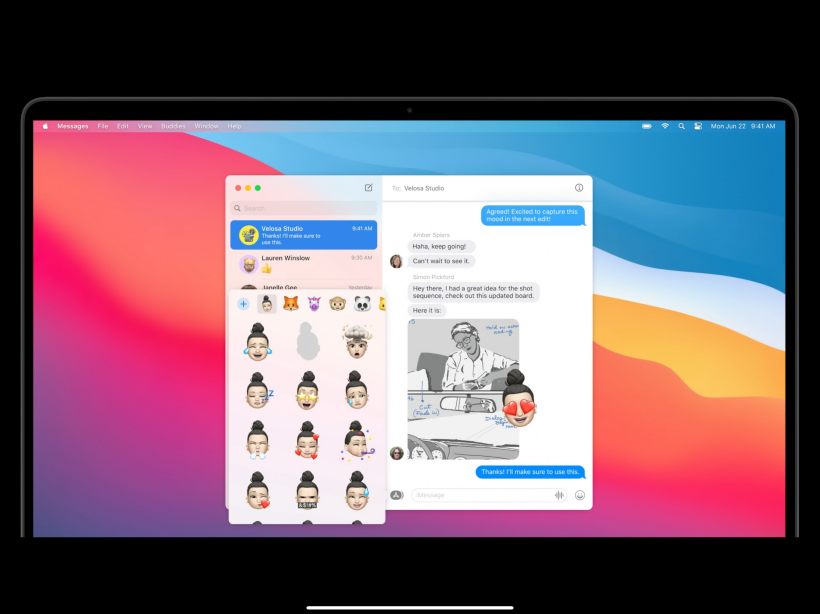 Messages File Edit View Buddies Window Help
Mon Jun 22 9:41 AM
Search
Velosa Studio
9:41 AM
Thanks! I'll make sure to
use this.
Lauren Winslow
9:30 AM
Janelle Gee
Yesterday
To: Velosa Studio
Agreed! Excited to capture this
mood in the next edit!
Amber Spiers
Haha, keep going!
Can't wait to see it.
Simon Pickford
Hey there, I had a great idea for the shot
sequence, check out this updated board.
Here it is:
Cut
(Fade in)
Thanks! I'll make sure to use this.
iMessage
Z
&$!#%